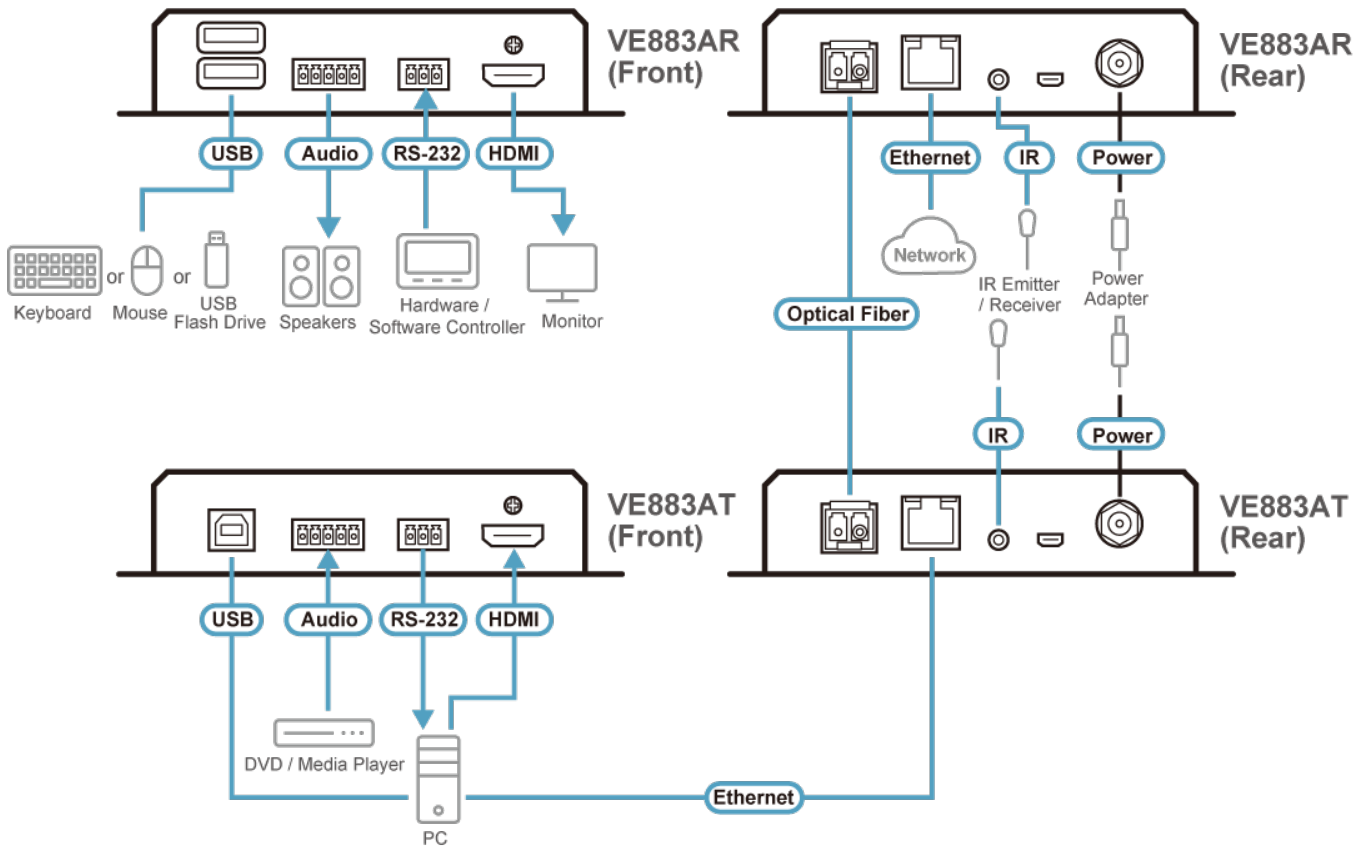 VE883AR
(Front)
USB
Audio
RS-232
HDMI
Keyboard
or
Mouse
or
USB
Flash Drive
Speakers
Hardware /
Software Controller
Monitor
VE883AR
(Rear)
Ethernet
IR
Power
Network
IR Emitter
/ Receiver
Power
Adapter
Optical Fiber
IR
Power
VE883AT
(Front)
USB
Audio
RS-232
HDMI
DVD / Media Player
PC
VE883AT
(Rear)
Ethernet